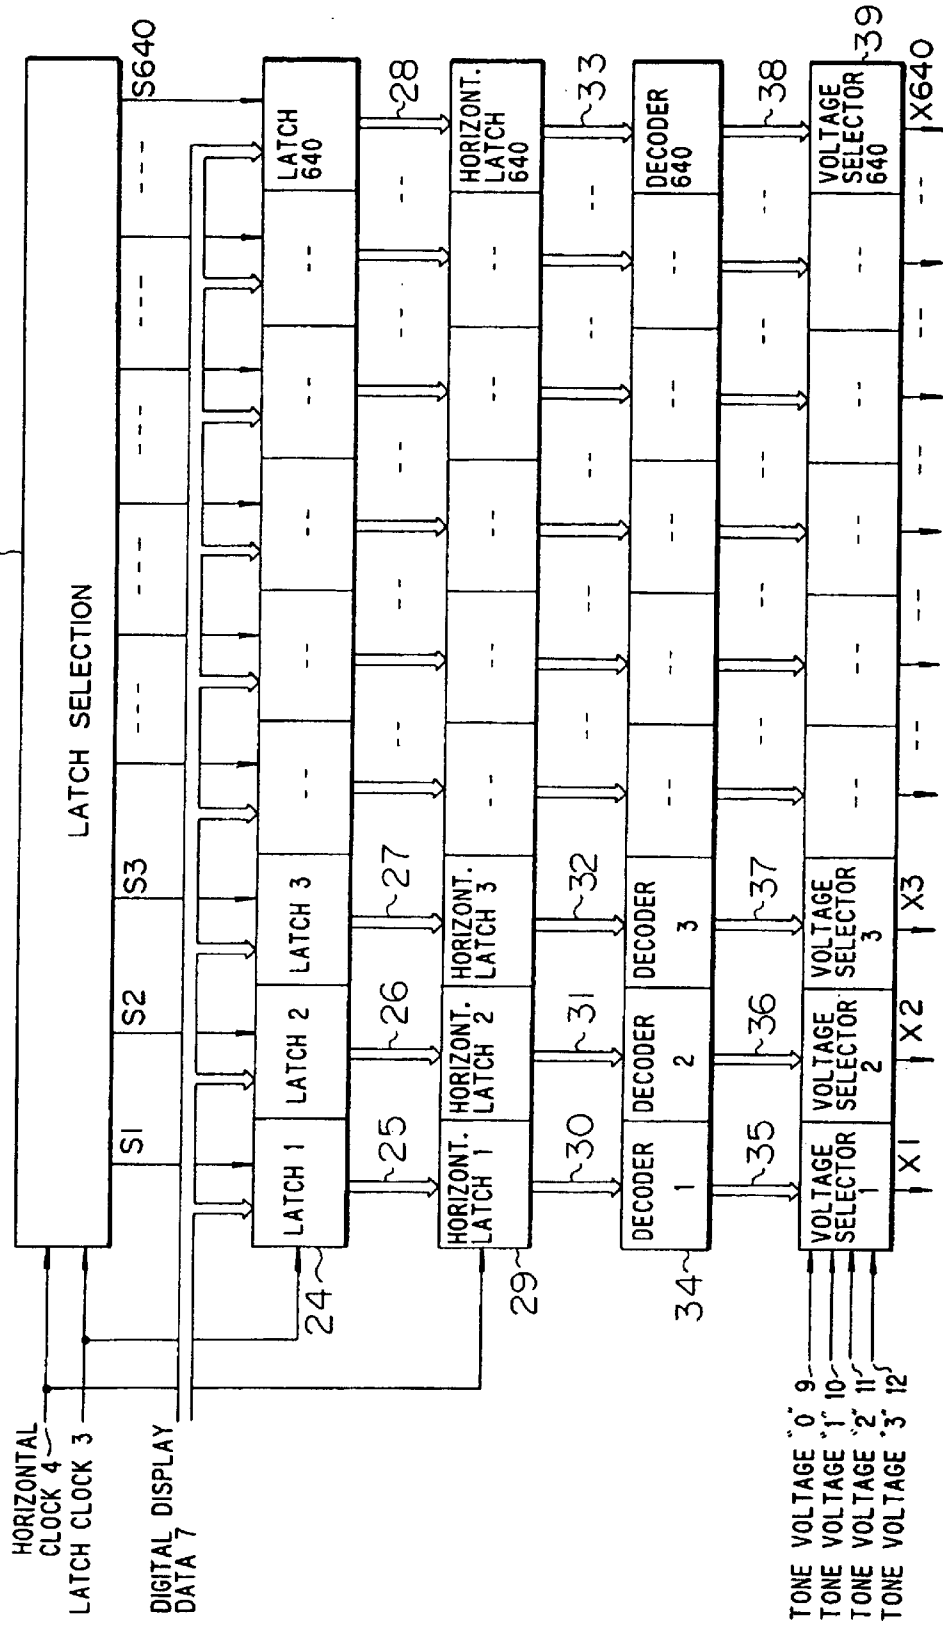 HORIZONTAL
CLOCK 4
LATCH CLOCK 3
DIGITAL DISPLAY
DATA 7
LATCH SELECTION
S1
S2
S3
S640
--- --- --- --- ---
LATCH 1
LATCH 2
LATCH 3
-- -- -- -- --
LATCH
640
24
25
26
27
-- -- -- -- --
28
HORIZONT.
LATCH 1
HORIZONT.
LATCH 2
HORIZONT.
LATCH 3
-- -- -- -- --
HORIZONT.
LATCH
640
29
30
31
32
-- -- -- -- --
33
DECODER
1
DECODER
2
DECODER
3
-- -- -- -- --
DECODER
640
34
35
36
37
-- -- -- -- --
38
VOLTAGE
SELECTOR
1
VOLTAGE
SELECTOR
2
VOLTAGE
SELECTOR
3
-- -- -- -- --
VOLTAGE
SELECTOR
640
39
TONE VOLTAGE "0" 9
TONE VOLTAGE "1" 10
TONE VOLTAGE "2" 11
TONE VOLTAGE "3" 12
X1
X2
X3
-- -- -- -- --
X640